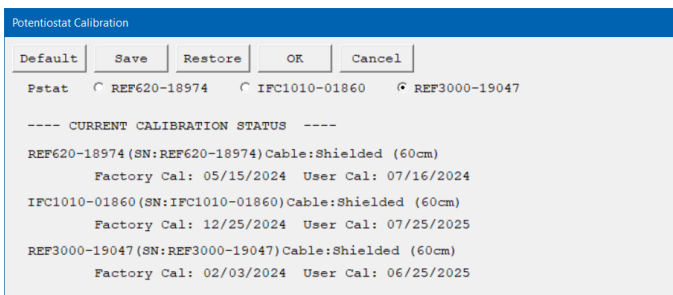 Potentiostat Calibration
Default Save Restore OK Cancel
Pstat REF620-18974 IFC1010-01860 REF3000-19047
---- CURRENT CALIBRATION STATUS ----
REF620-18974(SN:REF620-18974)Cable:Shielded (60cm)
Factory Cal: 05/15/2024 User Cal: 07/16/2024
IFC1010-01860(SN:IFC1010-01860)Cable:Shielded (60cm)
Factory Cal: 12/25/2024 User Cal: 07/25/2025
REF3000-19047(SN:REF3000-19047)Cable:Shielded (60cm)
Factory Cal: 02/03/2024 User Cal: 06/25/2025